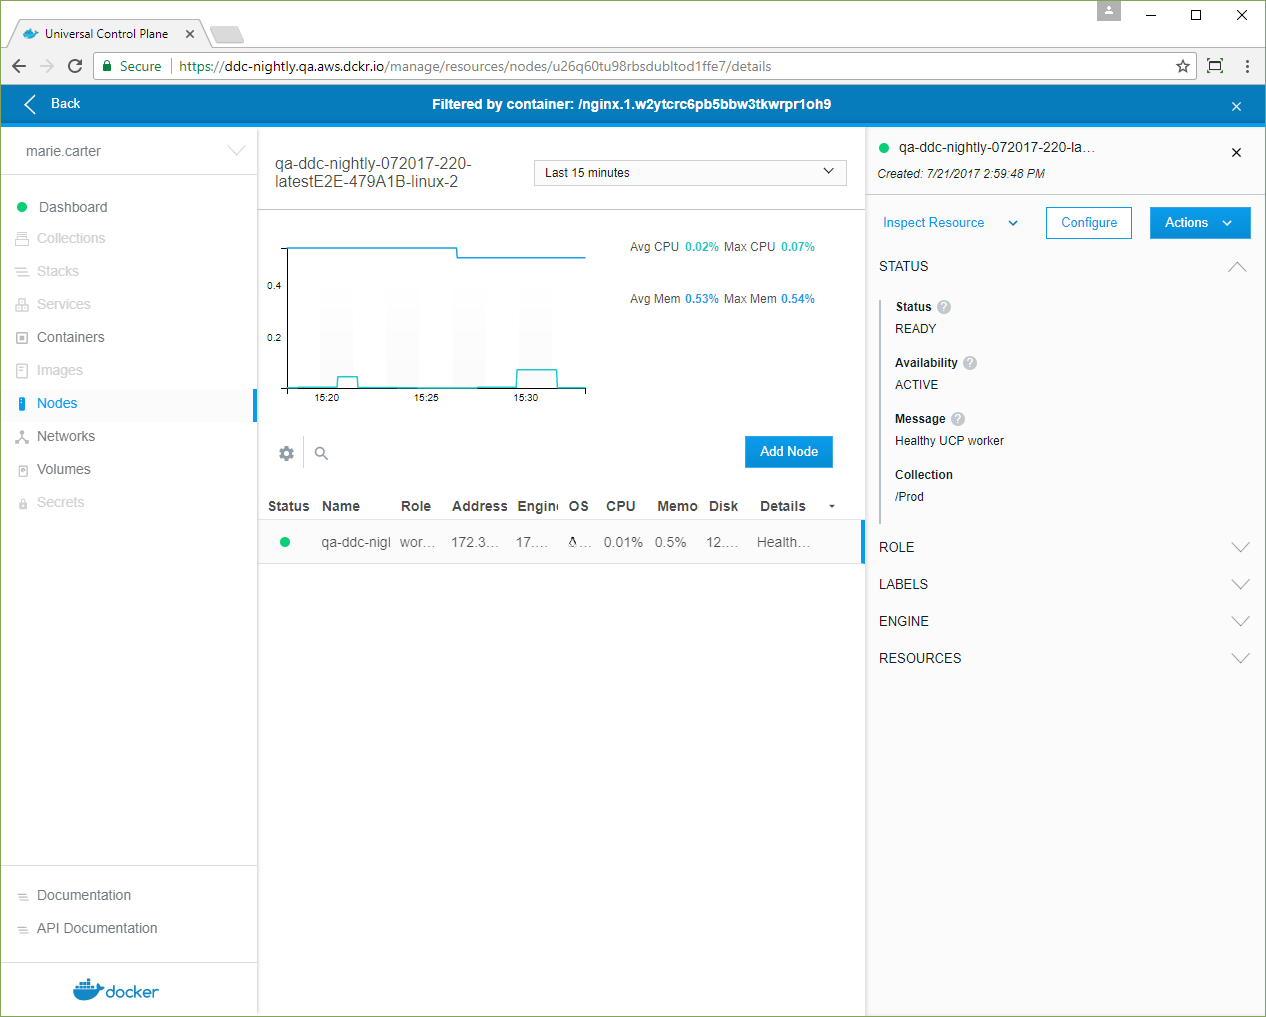 Universal Control Plane
Secure
https://ddc-nightly.qa.aws.dckr.io/manage/resources/nodes/u26q60tu98rbsdubltod1ffe7/details
Back
Filtered by container: /nginx.1.w2ytcrc6pb5bbw3tkwrpr1oh9
marie.carter
Dashboard
Collections
Stacks
Services
Containers
Images
Nodes
Networks
Volumes
Secrets
Documentation
API Documentation
docker
qa-ddc-nightly-072017-220-
latestE2E-479A1B-linux-2
Last 15 minutes
0.4
0.2
15:20 15:25 15:30
Avg CPU 0.02% Max CPU 0.07%
Avg Mem 0.53% Max Mem 0.54%
Add Node
Status Name Role Address Engine OS CPU Memo Disk Details
qa-ddc-nigl wor... 172.3... 17.... ... 0.01% 0.5% 12.... Health...
qa-ddc-nightly-072017-220-la...
Created: 7/21/2017 2:59:48 PM
Inspect Resource
Configure
Actions
STATUS
Status ?
READY
Availability ?
ACTIVE
Message ?
Healthy UCP worker
Collection
/Prod
ROLE
LABELS
ENGINE
RESOURCES